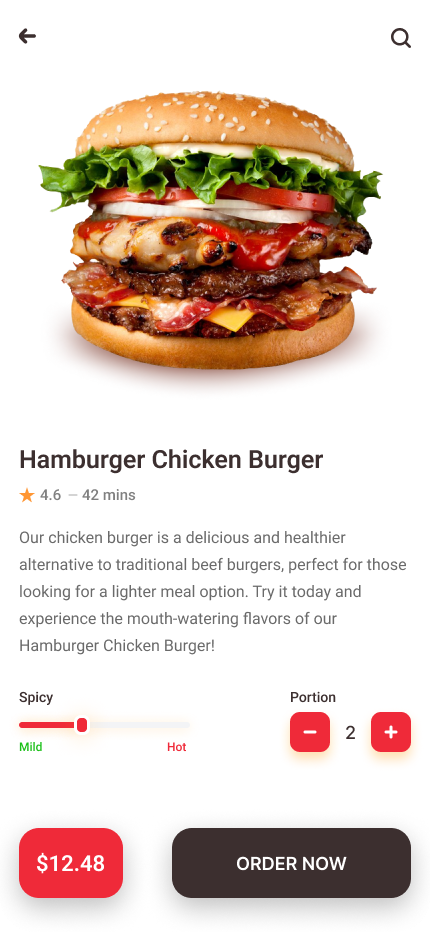 Hamburger Chicken Burger
4.6 — 42 mins
Our chicken burger is a delicious and healthier
alternative to traditional beef burgers, perfect for those
looking for a lighter meal option. Try it today and
experience the mouth-watering flavors of our
Hamburger Chicken Burger!
Spicy
Portion
2
Mild
Hot
$12.48
ORDER NOW